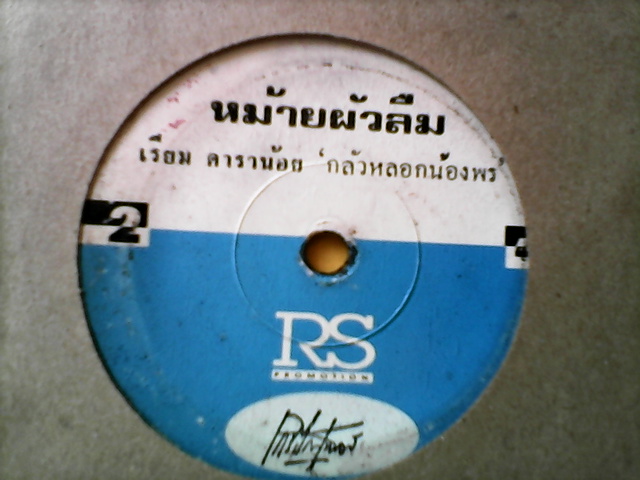 หม้ายผัวลืม
เรียม ดาราน้อย 'กลัวหลอกน้องพร'
2
4
RS
PROMOTION